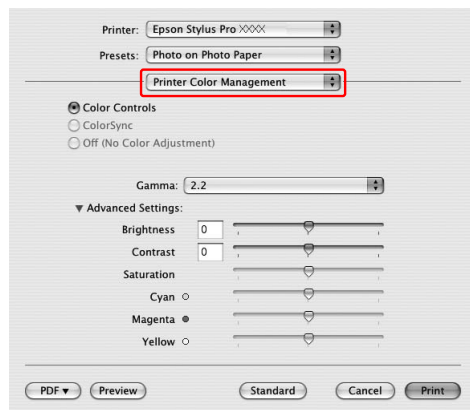 Printer: Epson Stylus Pro XXXX
Presets: Photo on Photo Paper
Printer Color Management
Color Controls
ColorSync
Off (No Color Adjustment)
Gamma: 2.2
Advanced Settings:
Brightness 0
Contrast 0
Saturation
Cyan
Magenta
Yellow
PDF Preview Standard Cancel Print